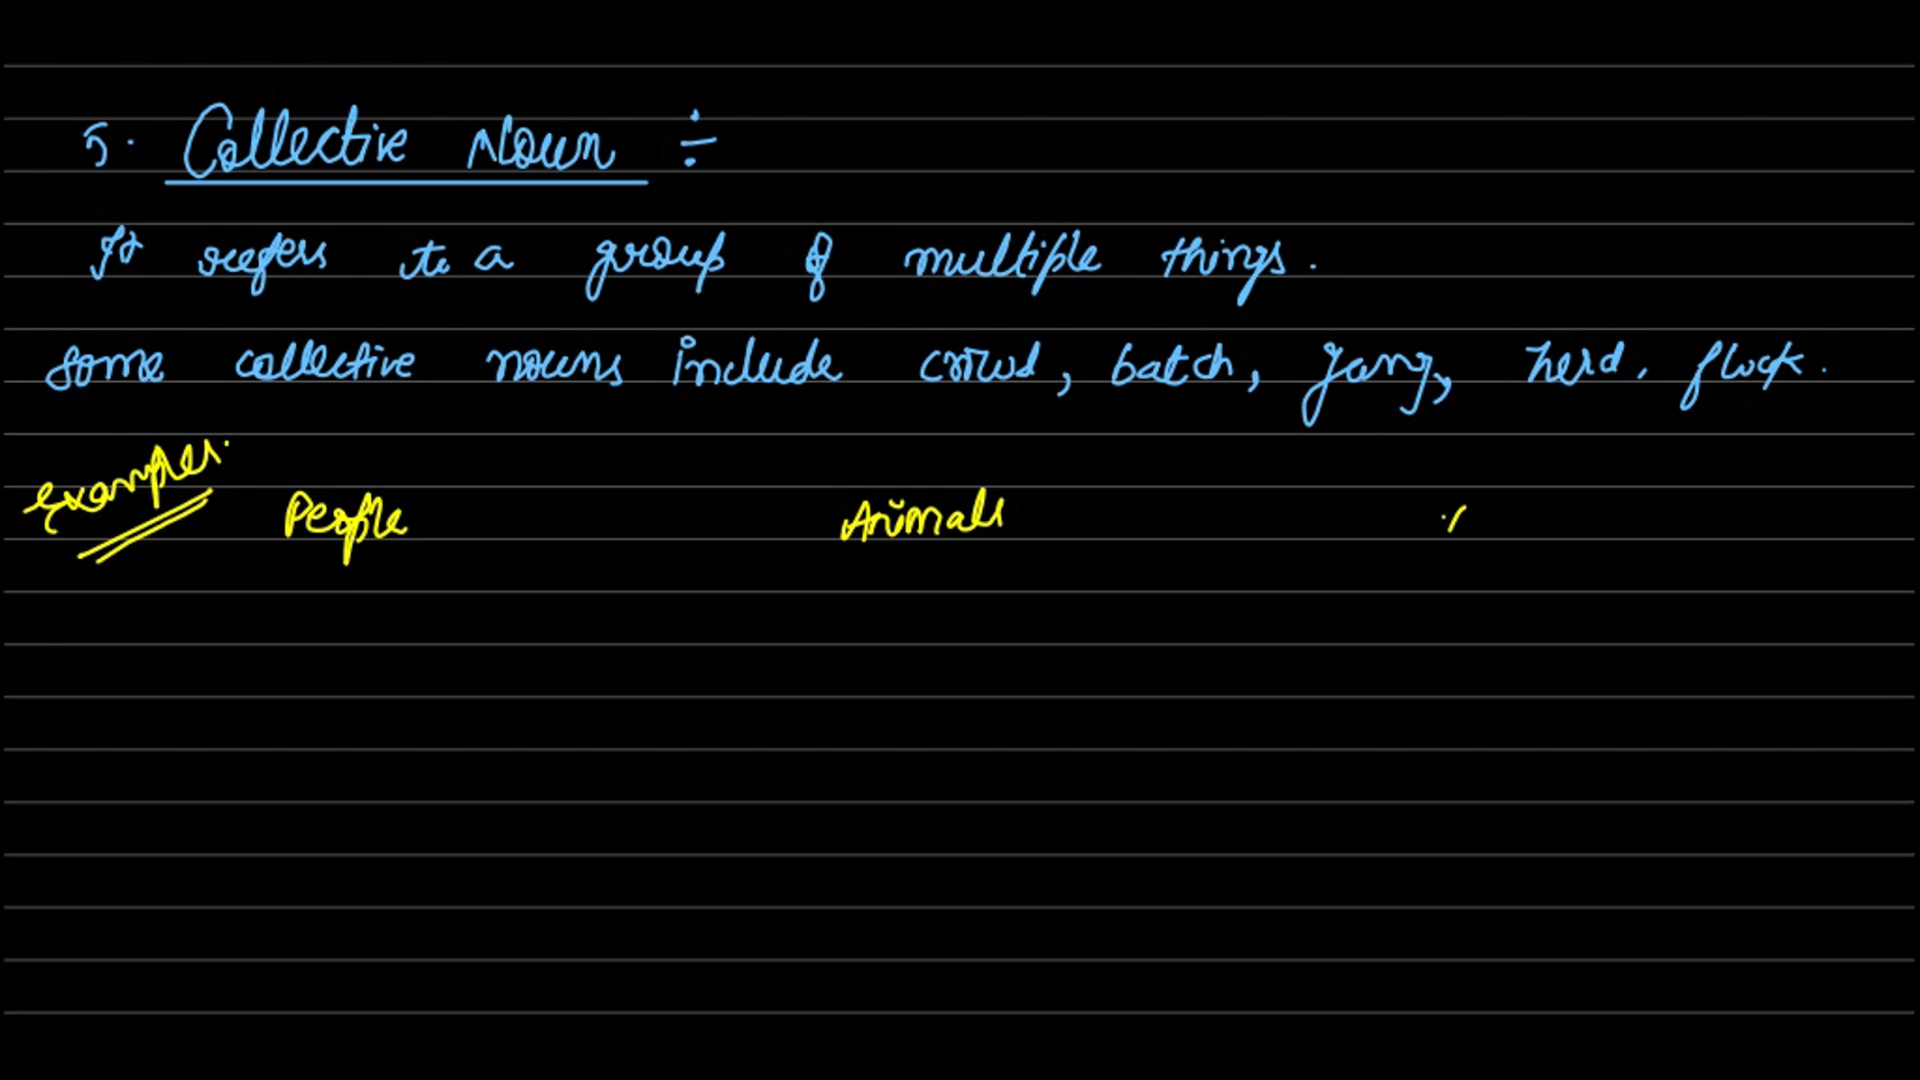 5. Collective Noun ÷
It refers to a group of multiple things.
some collective nouns include crowd, batch, gang, herd, flock.
Examples.
People Animals